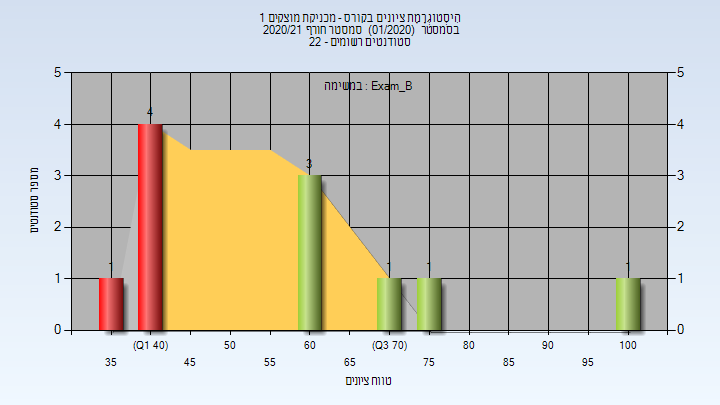 הִיסְטוֹגְרָמָת ציונים בקורס - מכניקת מוצקים 1
בסמסטר (01/2020) סמסטר חורף 2020/21
סטודנטים רשומים - 22
במשימה : Exam_B
מספר סטודנטים
5 5
4 4
3 3
2 2
1 1
0 0
1 4 3 1 1 1
(Q1 40) 50 60 (Q3 70) 80 90 100
35 45 55 65 75 85 95
טווח ציונים